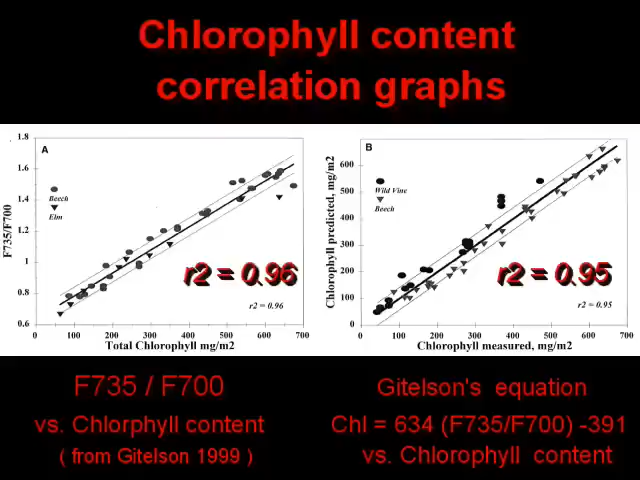 Chlorophyll content
correlation graphs
A
F735/F700
1.8
1.6
1.4
1.2
1
0.8
0.6
Beech
Elm
r2 = 0.96
r2 = 0.96
0 100 200 300 400 500 600 700
Total Chlorophyll mg/m2
B
Chlorophyll predicted, mg/m2
600
500
400
300
200
100
0
Wild Vine
Beech
r2 = 0.95
r2 = 0.95
0 100 200 300 400 500 600 700
Chlorophyll measured, mg/m2
F735 / F700
vs. Chlorphyll content
( from Gitelson 1999 )
Gitelson's equation
Chl = 634 (F735/F700) -391
vs. Chlorophyll content